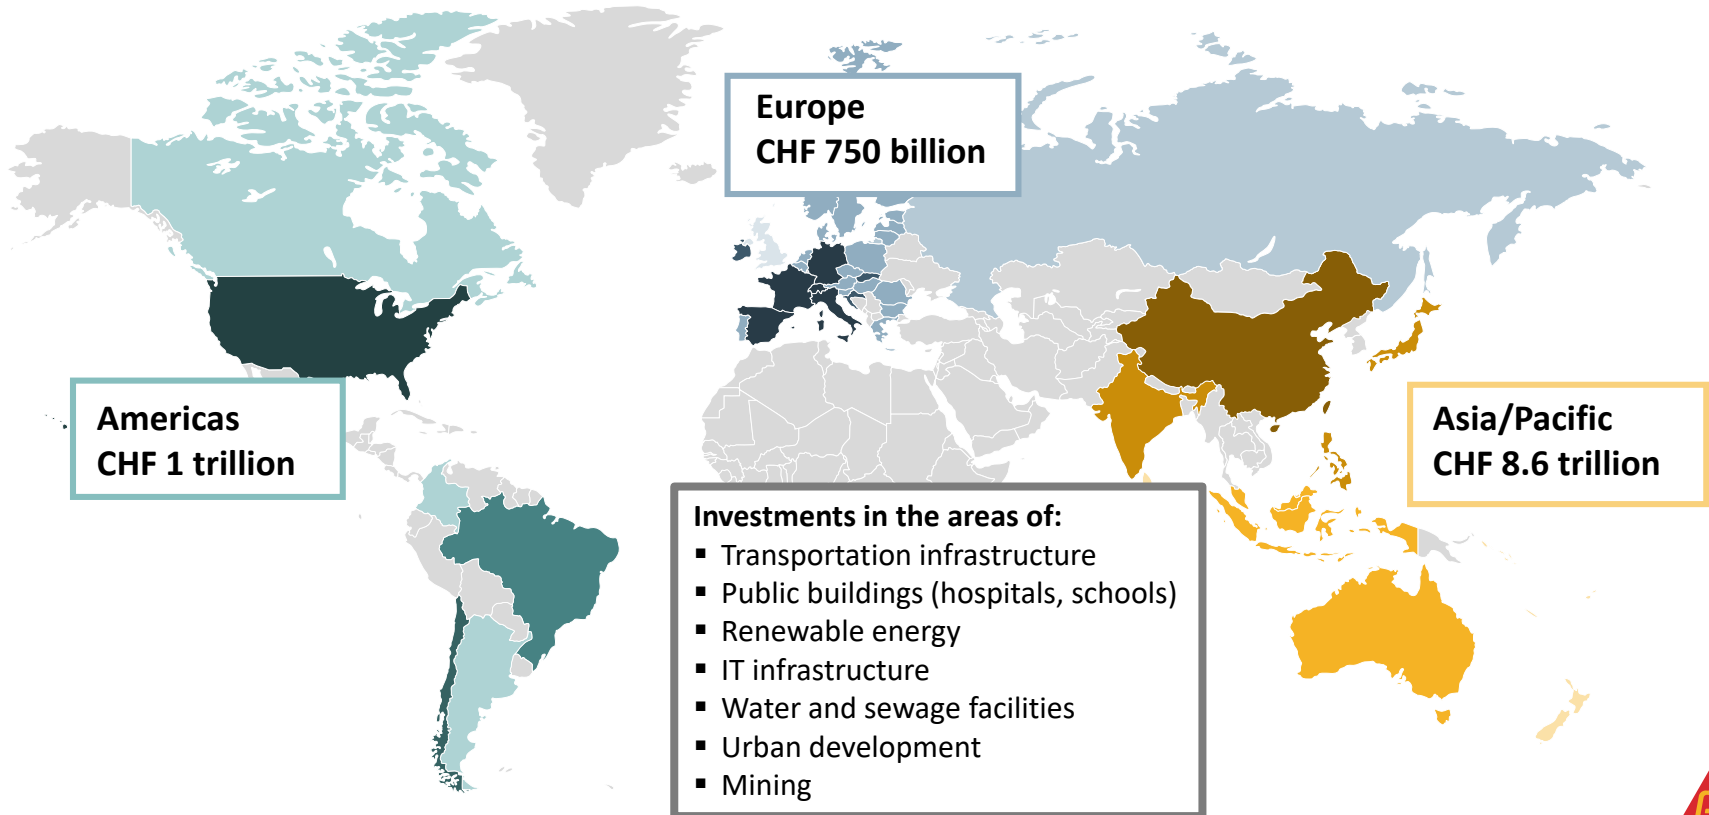 Europe
CHF 750 billion
Americas
CHF 1 trillion
Asia/Pacific
CHF 8.6 trillion
Investments in the areas of:
▪ Transportation infrastructure
▪ Public buildings (hospitals, schools)
▪ Renewable energy
▪ IT infrastructure
▪ Water and sewage facilities
▪ Urban development
▪ Mining